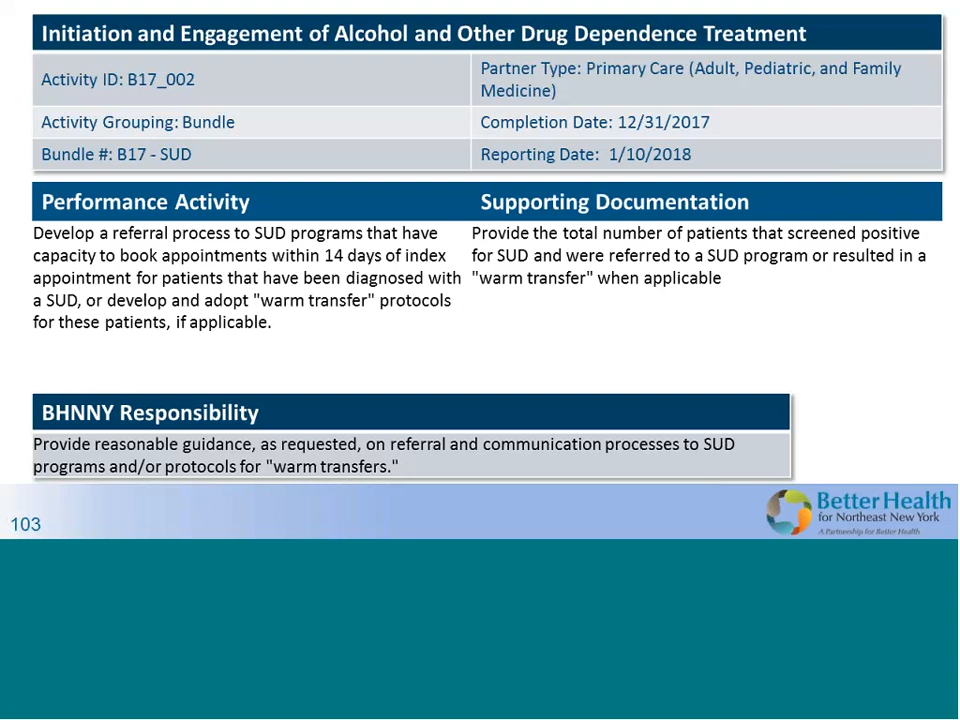 Initiation and Engagement of Alcohol and Other Drug Dependence Treatment
Activity ID: B17_002
Partner Type: Primary Care (Adult, Pediatric, and Family
Medicine)
Activity Grouping: Bundle
Completion Date: 12/31/2017
Bundle #: B17 - SUD
Reporting Date:  1/10/2018
Performance Activity
Develop a referral process to SUD programs that have
capacity to book appointments within 14 days of index
appointment for patients that have been diagnosed with
a SUD, or develop and adopt "warm transfer" protocols
for these patients, if applicable.
Supporting Documentation
Provide the total number of patients that screened positive
for SUD and were referred to a SUD program or resulted in a
"warm transfer" when applicable
BHNNY Responsibility
Provide reasonable guidance, as requested, on referral and communication processes to SUD
programs and/or protocols for "warm transfers."
103
Better Health
for Northeast New York
A Partnership for Better Health